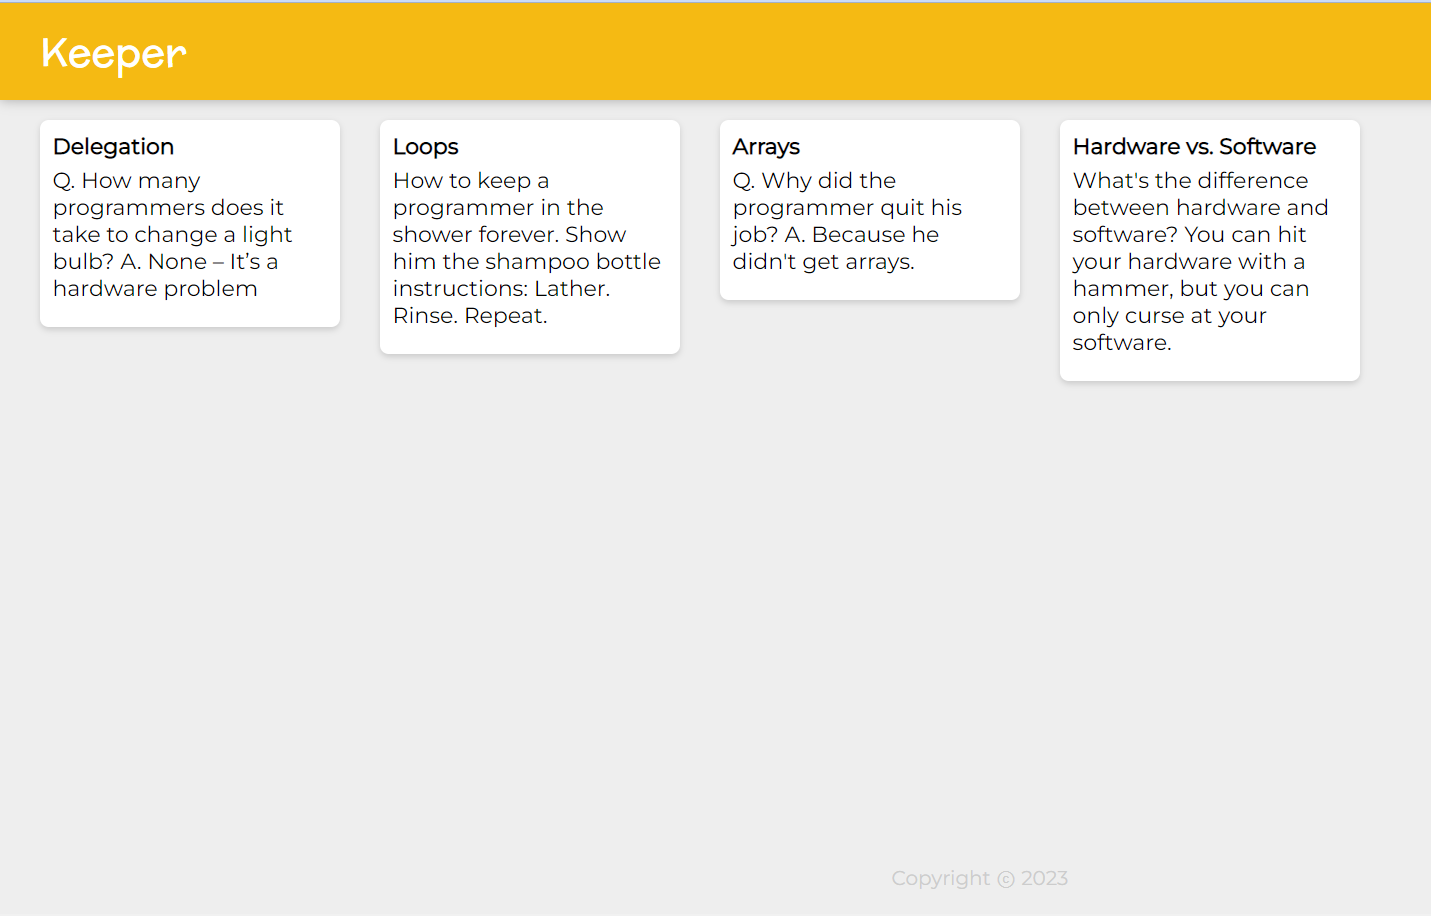 Keeper
Delegation
Q. How many
programmers does it
take to change a light
bulb? A. None – It’s a
hardware problem
Loops
How to keep a
programmer in the
shower forever. Show
him the shampoo bottle
instructions: Lather.
Rinse. Repeat.
Arrays
Q. Why did the
programmer quit his
job? A. Because he
didn't get arrays.
Hardware vs. Software
What's the difference
between hardware and
software? You can hit
your hardware with a
hammer, but you can
only curse at your
software.
Copyright © 2023